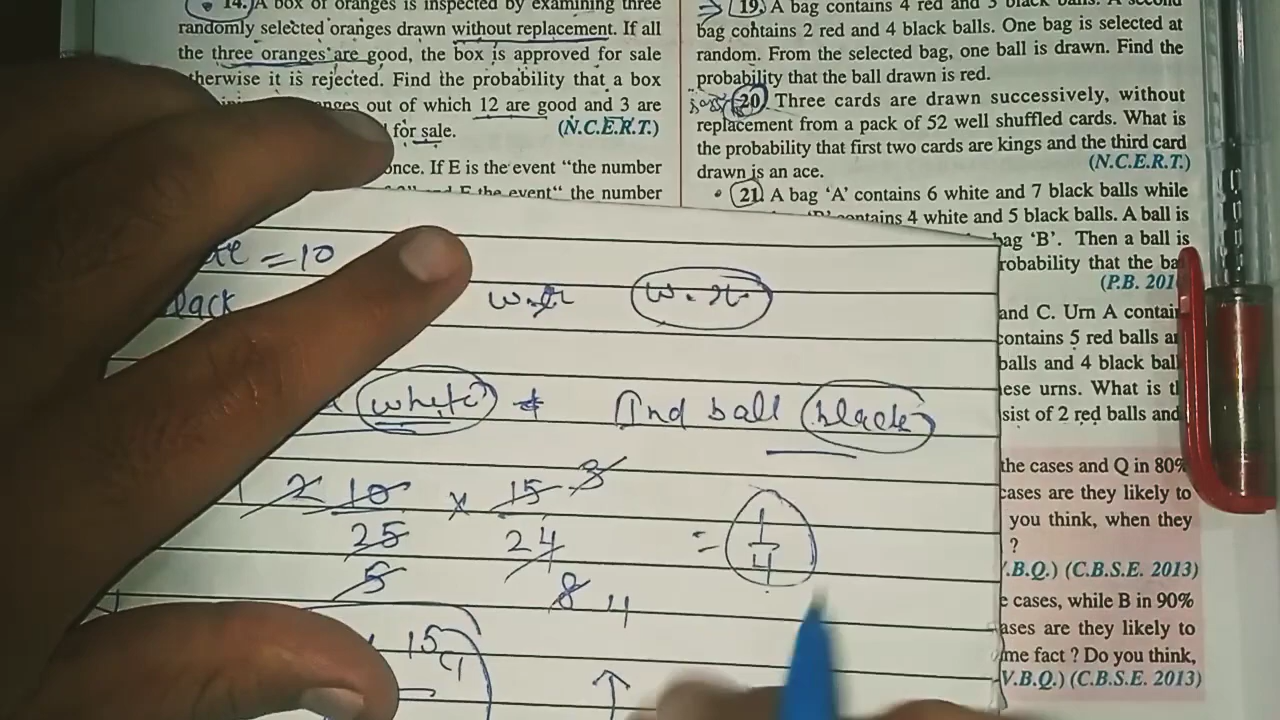 14. A box of oranges is inspected by examining three
randomly selected oranges drawn without replacement. If all
the three oranges are good, the box is approved for sale
therwise it is rejected. Find the probability that a box
nges out of which 12 are good and 3 are
for sale. (N.C.E.R.T.)
once. If E is the event “the number
the event“ the number
19. A bag contains 4 red and 3 black balls. A second
bag contains 2 red and 4 black balls. One bag is selected at
random. From the selected bag, one ball is drawn. Find the
probability that the ball drawn is red.
20. Three cards are drawn successively, without
replacement from a pack of 52 well shuffled cards. What is
the probability that first two cards are kings and the third card
drawn is an ace. (N.C.E.R.T.)
21. A bag ‘A’ contains 6 white and 7 black balls while
contains 4 white and 5 black balls. A ball is
bag ‘B’. Then a ball is
robability that the ba
(P.B. 201
and C. Urn A contain
contains 5 red balls a
balls and 4 black ball
ese urns. What is t
sist of 2 red balls and
the cases and Q in 80%
cases are they likely to
you think, when they
?
V.B.Q.) (C.B.S.E. 2013)
e cases, while B in 90%
ases are they likely to
me fact ? Do you think,
(V.B.Q.) (C.B.S.E. 2013)
= 10
lack
w.r w.r
white IInd ball black
1 2 10 × 15 3
25 24 = 1/4
5 8 4
15